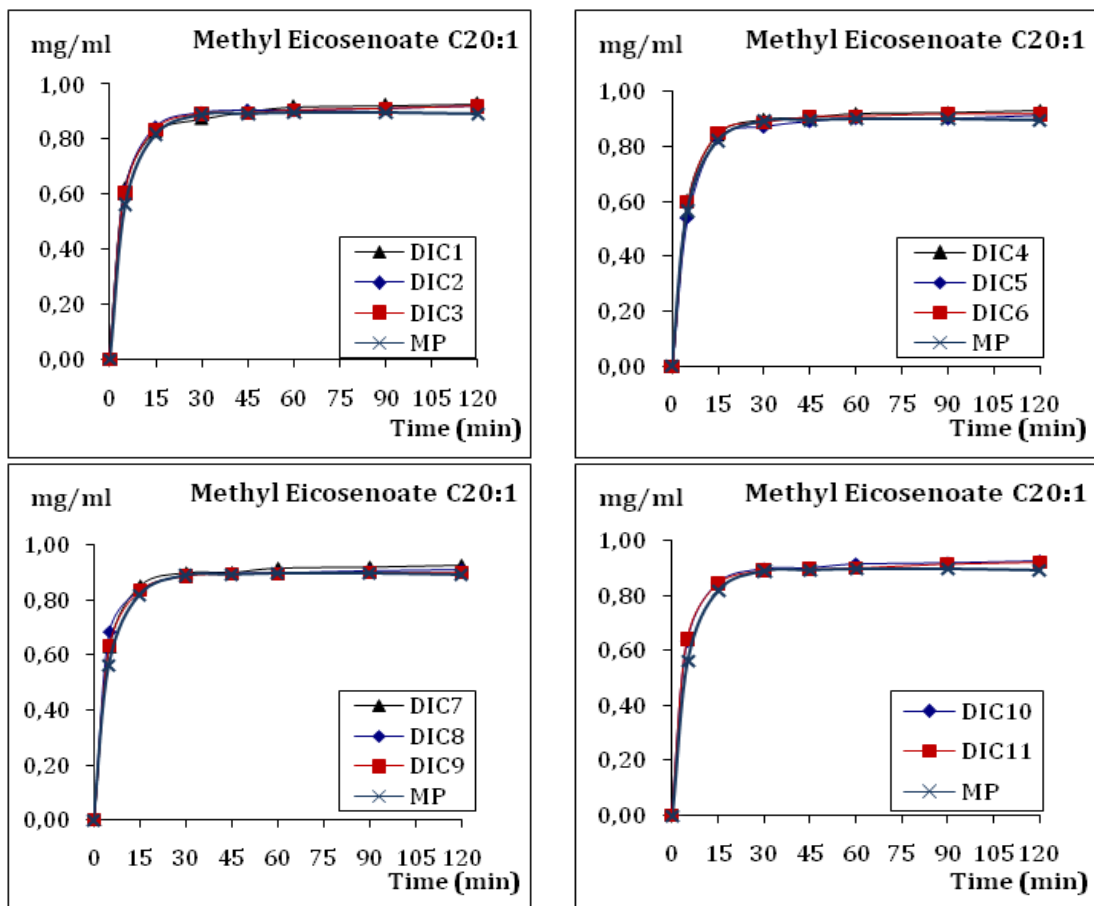 mg/ml Methyl Eicosenoate C20:1
1,00
0,80
0,60
0,40
0,20
0,00
DIC1
DIC2
DIC3
MP
0 15 30 45 60 75 90 105 120
Time (min)
mg/ml Methyl Eicosenoate C20:1
1,00
0,80
0,60
0,40
0,20
0,00
DIC4
DIC5
DIC6
MP
0 15 30 45 60 75 90 105 120
Time (min)
mg/ml Methyl Eicosenoate C20:1
1,00
0,80
0,60
0,40
0,20
0,00
DIC7
DIC8
DIC9
MP
0 15 30 45 60 75 90 105 120
Time (min)
mg/ml Methyl Eicosenoate C20:1
1,00
0,80
0,60
0,40
0,20
0,00
DIC10
DIC11
MP
0 15 30 45 60 75 90 105 120
Time (min)